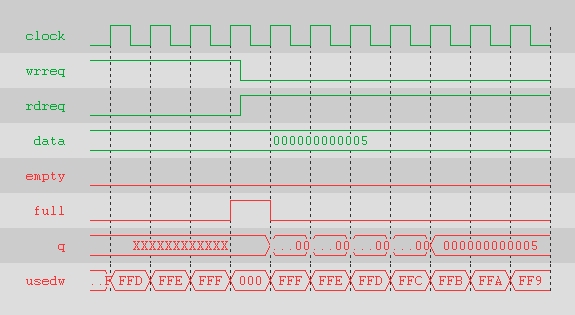 clock
wrreq
rdreq
data 000000000005
empty
full
q XXXXXXXXXXXX ...00 ...00 ...00 ...00 000000000005
usedw ..F FFD FFE FFF 000 FFF FFE FFD FFC FFB FFA FF9